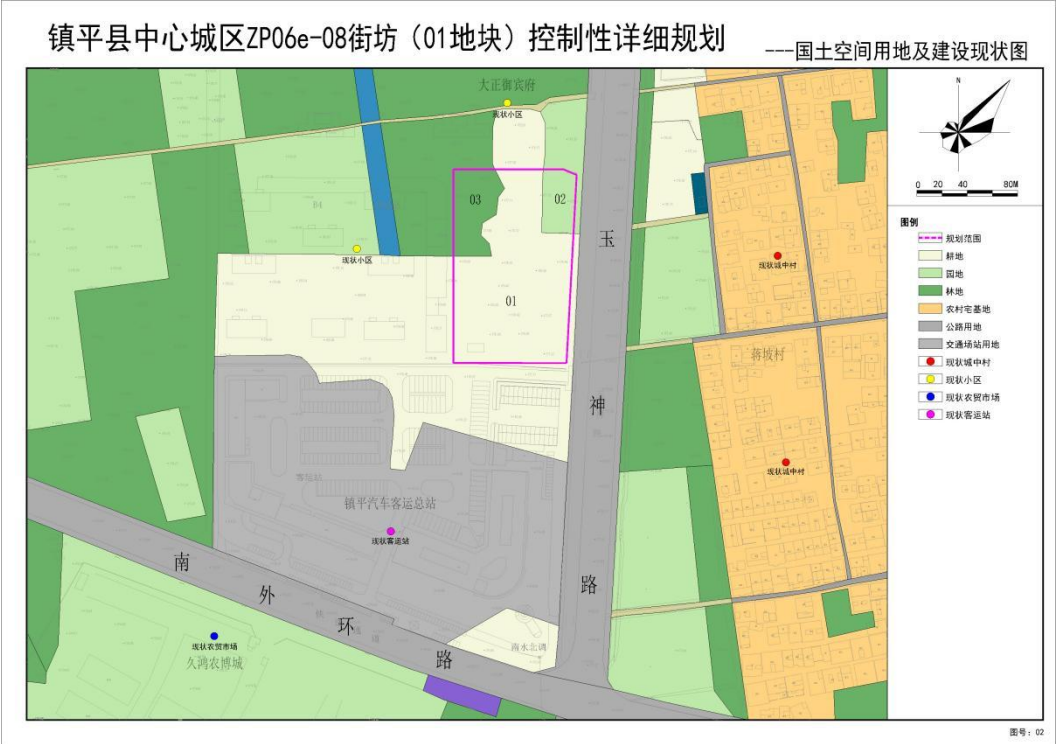 镇平县中心城区ZP06e-08街坊（01地块）控制性详细规划
---国土空间用地及建设现状图
大正御宾府
现状小区
03
02
玉
现状小区
01
神
路
现状城中村
蒋坡村
现状城中村
客运站
镇平汽车客运总站
现状客运站
南
外
环
路
现状农贸市场
久鸿农博城
南水北调
N
0 20 40 80M
图例
规划范围
耕地
园地
林地
农村宅基地
公路用地
交通场站用地
现状城中村
现状小区
现状农贸市场
现状客运站
图号：02